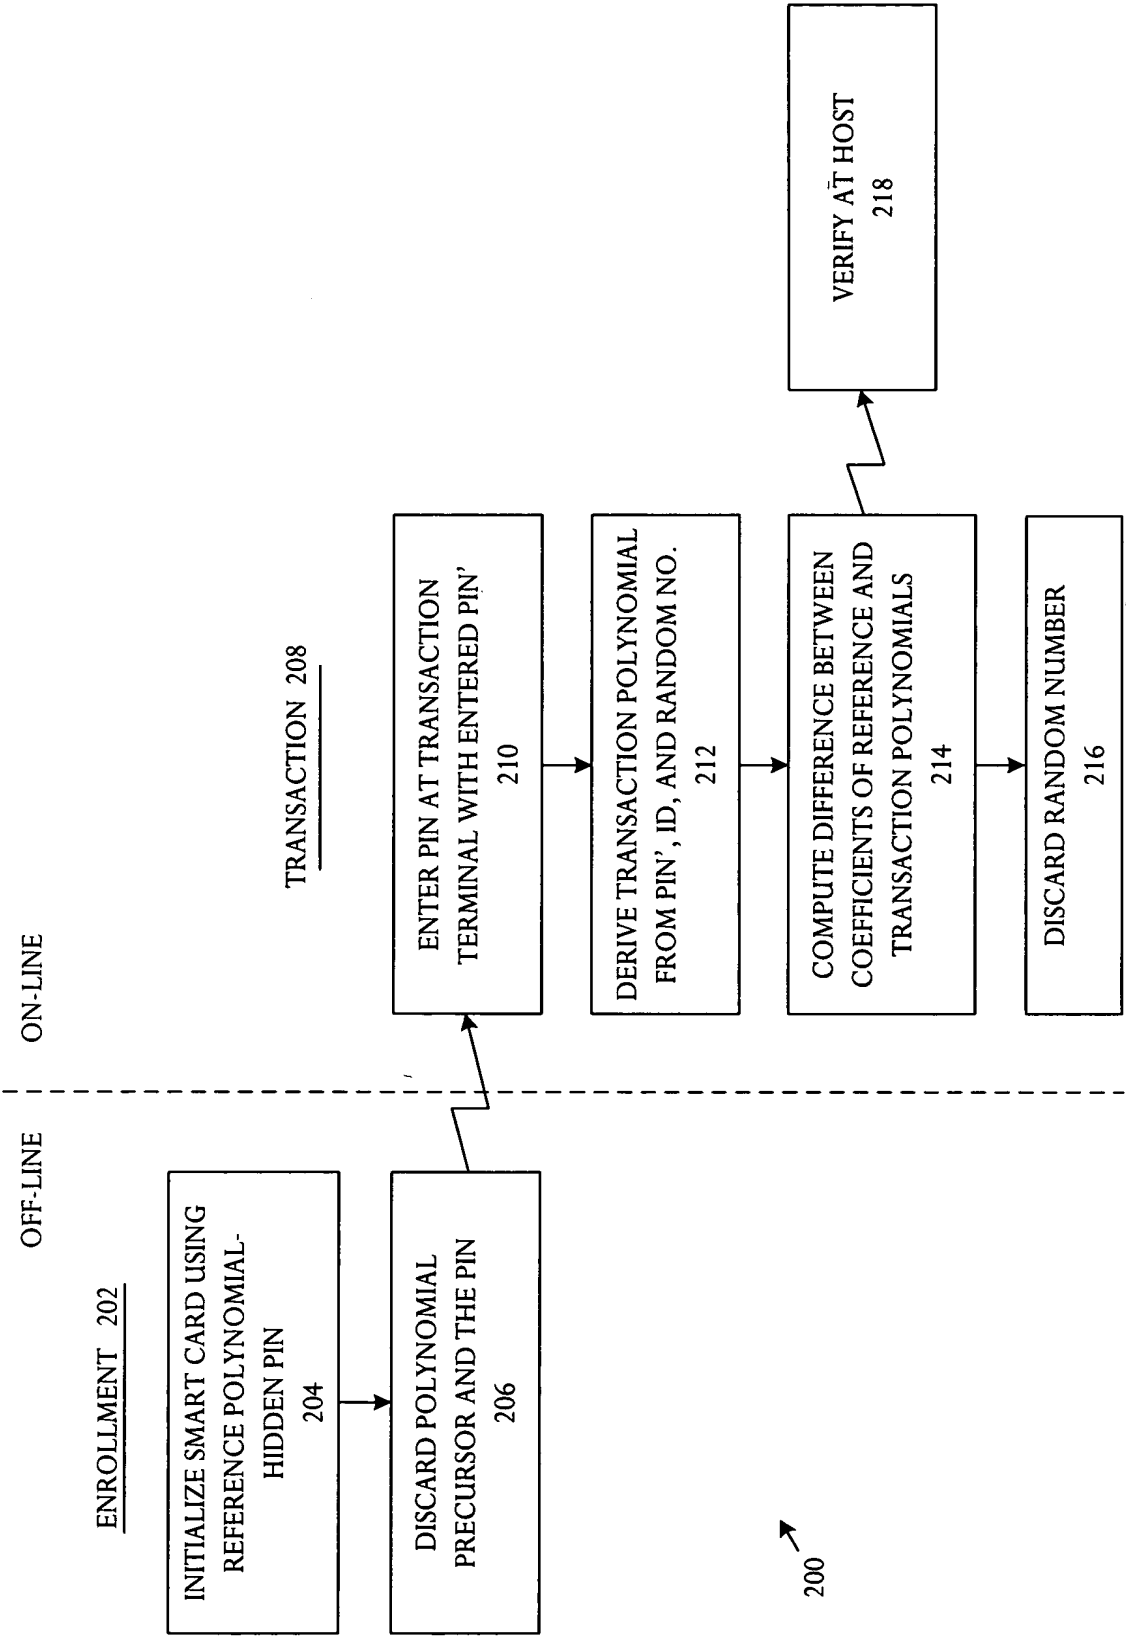 OFF-LINE
ON-LINE
ENROLLMENT 202
INITIALIZE SMART CARD USING
REFERENCE POLYNOMIAL-
HIDDEN PIN
204
DISCARD POLYNOMIAL
PRECURSOR AND THE PIN
206
TRANSACTION 208
ENTER PIN AT TRANSACTION
TERMINAL WITH ENTERED PIN'
210
DERIVE TRANSACTION POLYNOMIAL
FROM PIN', ID, AND RANDOM NO.
212
COMPUTE DIFFERENCE BETWEEN
COEFFICIENTS OF REFERENCE AND
TRANSACTION POLYNOMIALS
214
DISCARD RANDOM NUMBER
216
VERIFY AT HOST
218
200